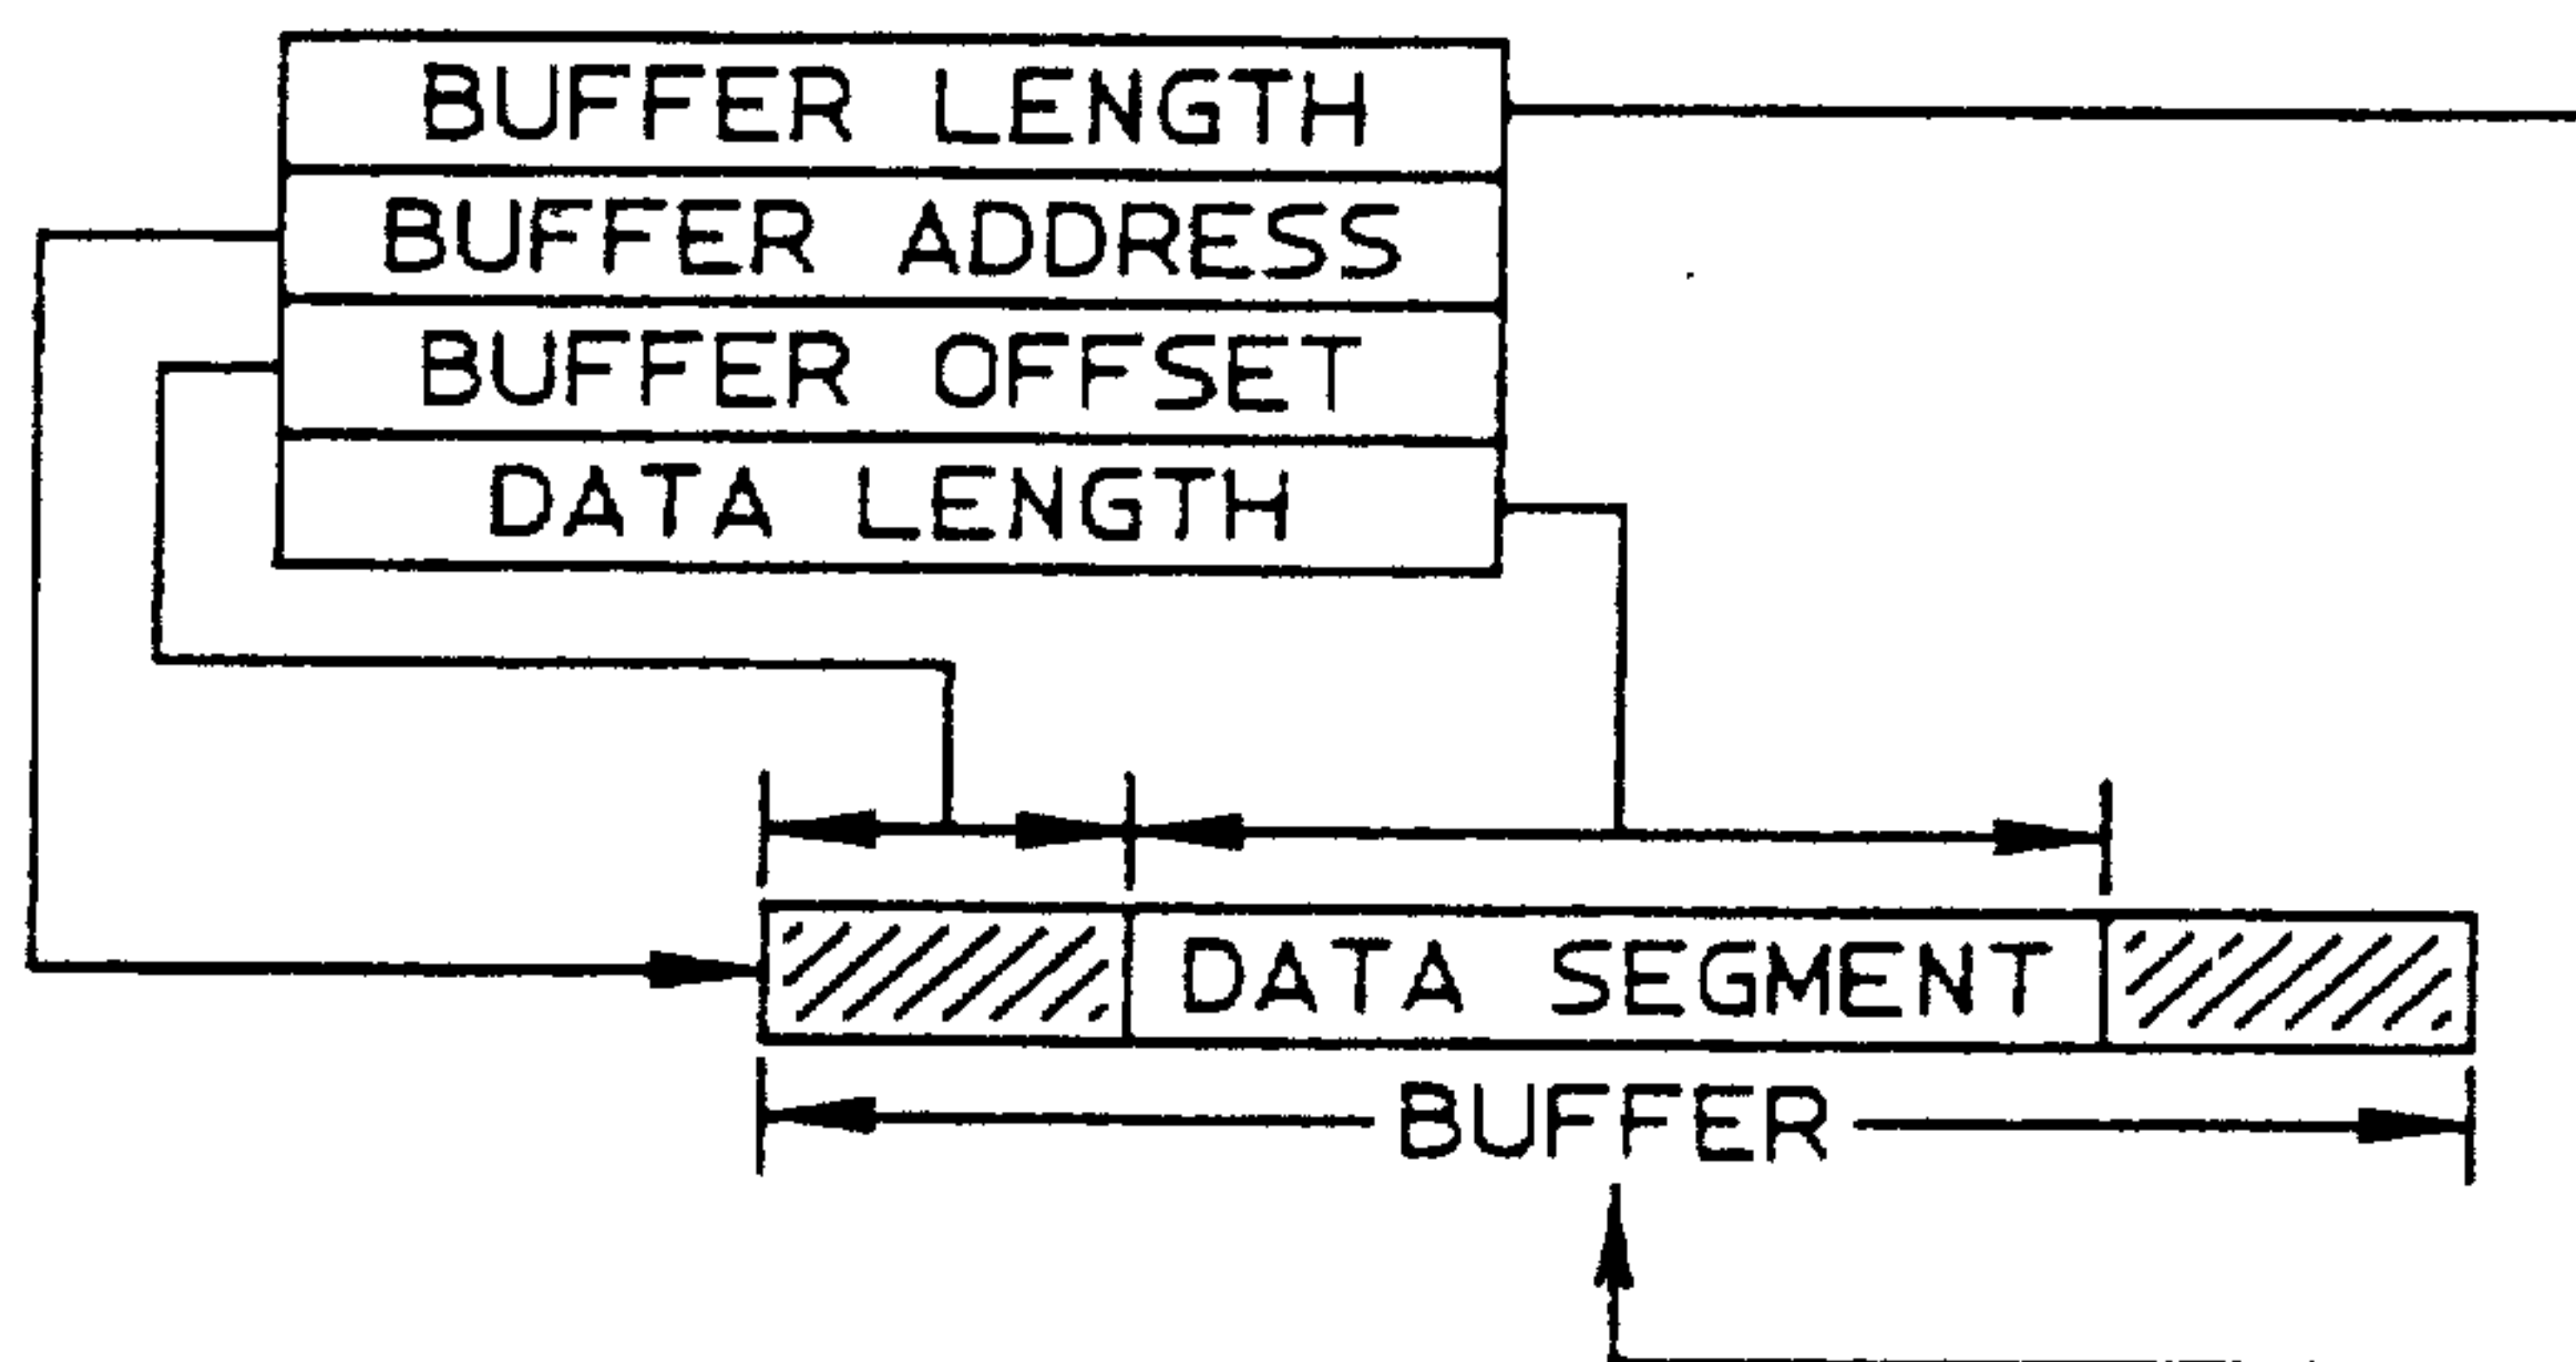 BUFFER LENGTH
BUFFER ADDRESS
BUFFER OFFSET
DATA LENGTH
DATA SEGMENT
BUFFER